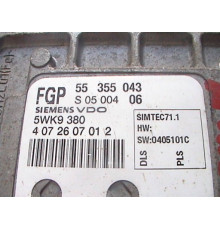 FGP 55 355 043
S 05 004 06
SIEMENS VDO
5WK9 380
4 07 26 07 01 2
SIMTEC71.1
HW:
SW:0405101C
DLS PLS